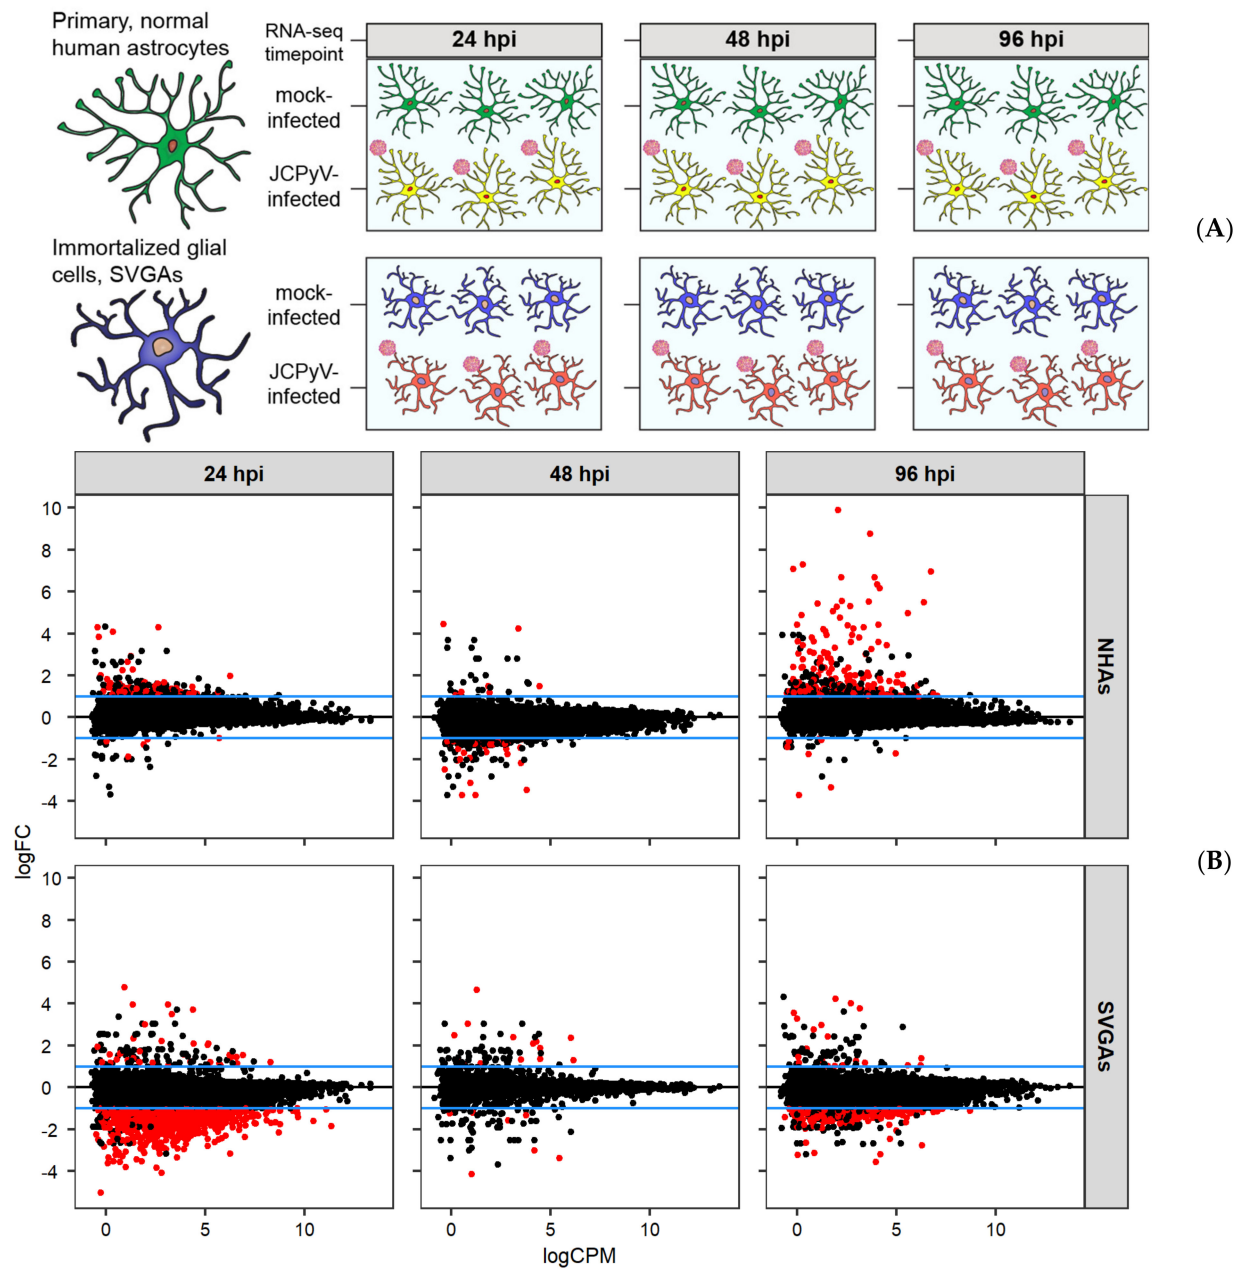 Primary, normal
human astrocytes
RNA-seq
timepoint
24 hpi
48 hpi
96 hpi
mock-
infected
JCPyV-
infected
(A)
Immortalized glial
cells, SVGAs
mock-
infected
JCPyV-
infected
24 hpi
48 hpi
96 hpi
10
8
6
4
2
0
-2
-4
NHAs
logFC
(B)
10
8
6
4
2
0
-2
-4
SVGAs
0
5
10
0
5
10
0
5
10
logCPM